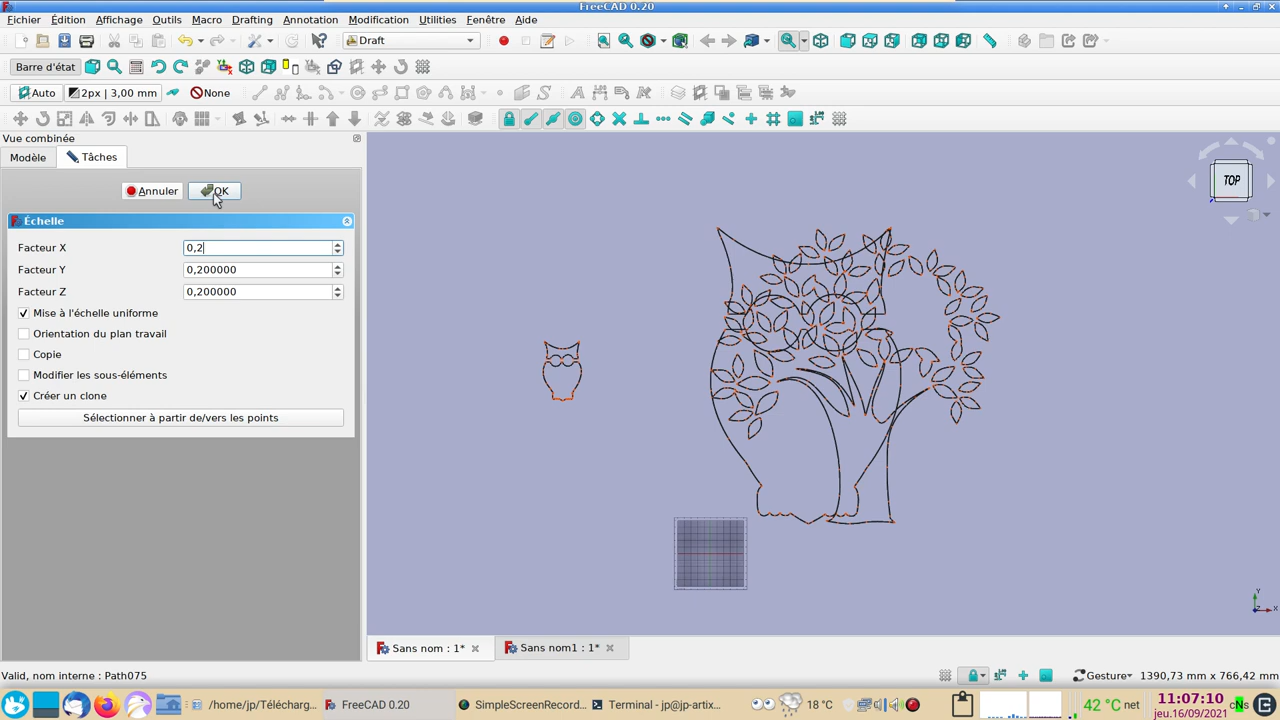 FreeCAD 0.20
Fichier Édition Affichage Outils Macro Drafting Annotation Modification Utilities Fenêtre Aide
Draft
Barre d'état
Auto 2px | 3,00 mm None
Vue combinée
Modèle Tâches
Annuler OK
Échelle
Facteur X 0,2
Facteur Y 0,200000
Facteur Z 0,200000
Mise à l'échelle uniforme
Orientation du plan travail
Copie
Modifier les sous-éléments
Créer un clone
Sélectionner à partir de/vers les points
TOP
Y
X
Sans nom : 1* Sans nom1 : 1*
Valid, nom interne : Path075 Gesture 1390,73 mm x 766,42 mm
/home/jp/Télécharg... FreeCAD 0.20 SimpleScreenRecord... Terminal - jp@jp-artix... 18 °C 42 °C net 11:07:10
jeu.16/09/2021